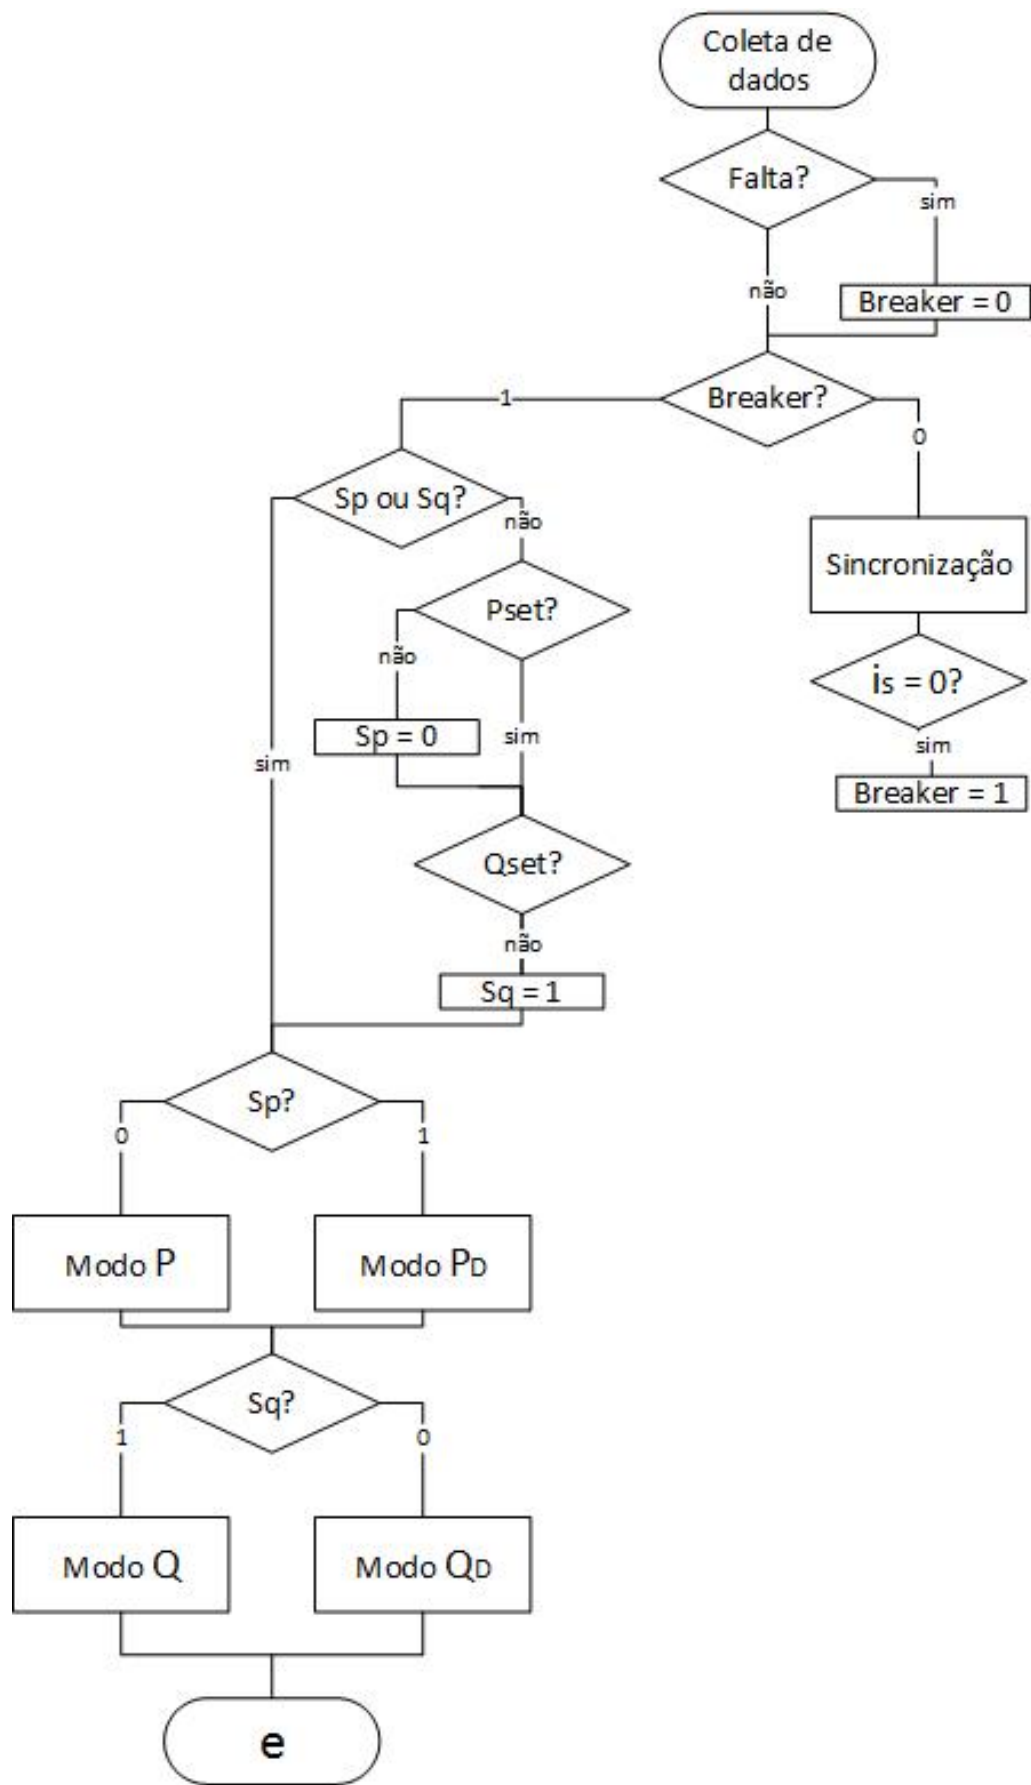 Coleta de
dados
Falta?
sim
não
Breaker = 0
Breaker?
1
0
Sp ou Sq?
não
Sincronização
Pset?
não
is = 0?
Sp = 0
sim
sim
sim
Breaker = 1
Qset?
não
Sq = 1
Sp?
0
1
Modo P
Modo PD
Sq?
1
0
Modo Q
Modo QD
e